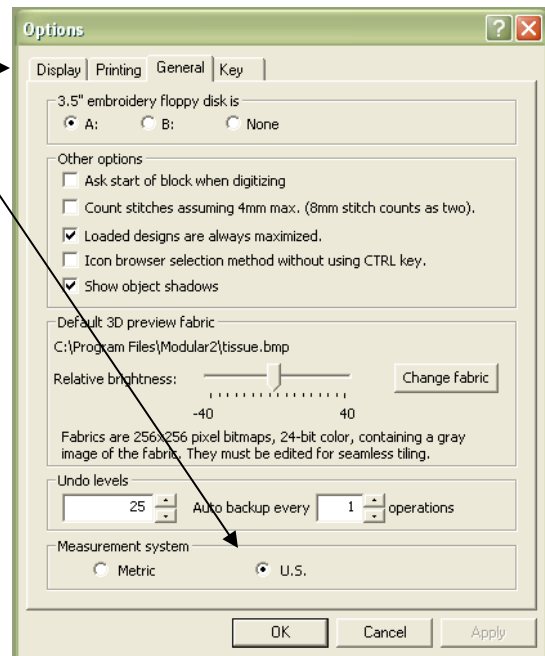 Options
Display Printing General Key
3.5" embroidery floppy disk is
A: B: None
Other options
Ask start of block when digitizing
Count stitches assuming 4mm max. (8mm stitch counts as two).
Loaded designs are always maximized.
Icon browser selection method without using CTRL key.
Show object shadows
Default 3D preview fabric
C:\Program Files\Modular2\tissue.bmp
Relative brightness: Change fabric
-40 40
Fabrics are 256x256 pixel bitmaps, 24-bit color, containing a gray
image of the fabric. They must be edited for seamless tiling.
Undo levels
25 Auto backup every 1 operations
Measurement system
Metric U.S.
OK Cancel Apply